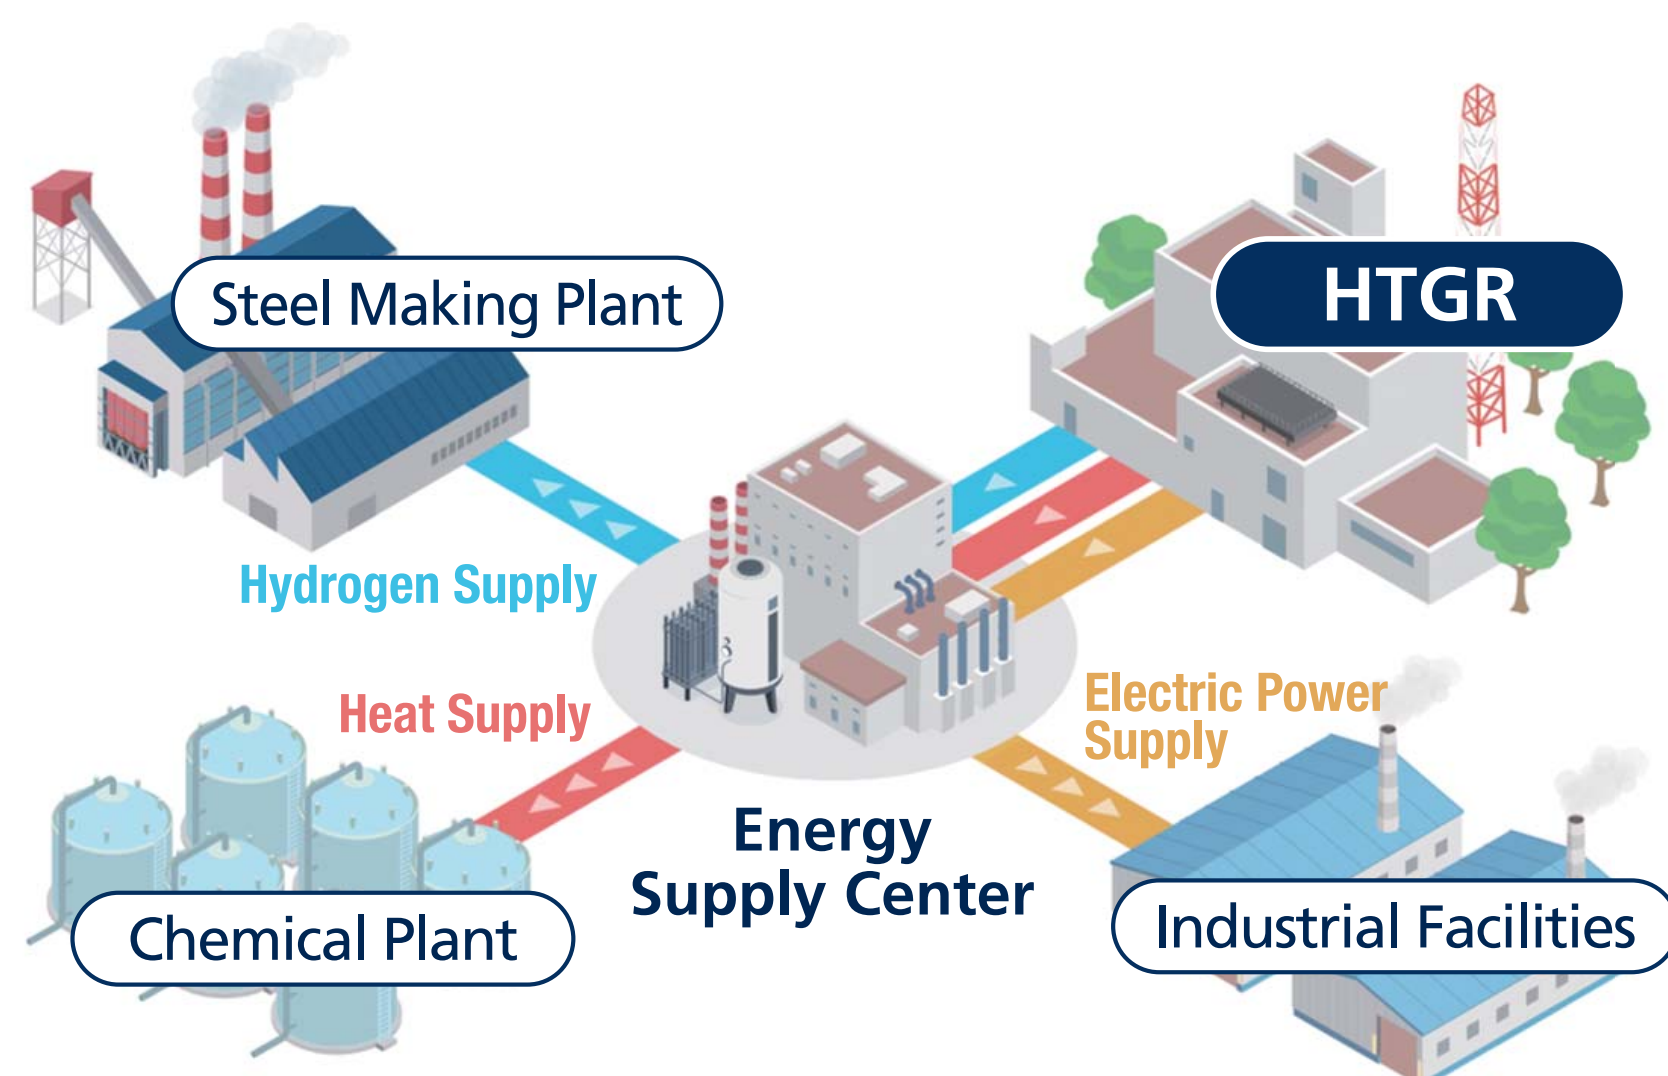 Steel Making Plant
HTGR
Hydrogen Supply
Heat Supply
Electric Power
Supply
Energy
Supply Center
Chemical Plant
Industrial Facilities